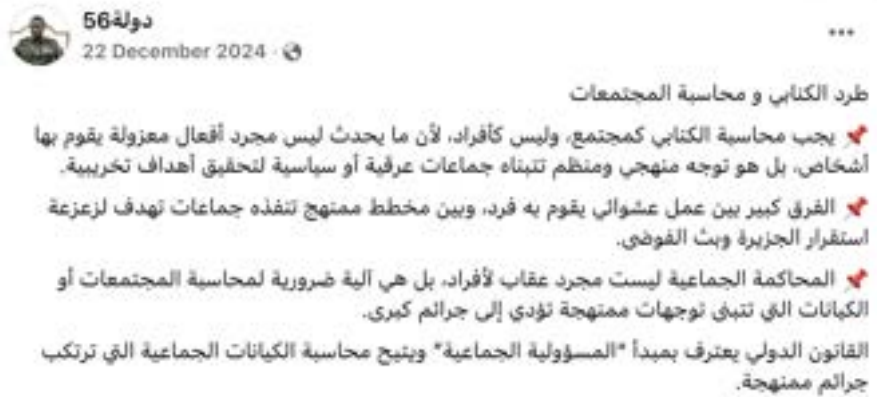 دولة56
22 December 2024
طرد الكنابي و محاسبة المجتمعات
📌 يجب محاسبة الكنابي كمجتمع، وليس كأفراد، لأن ما يحدث ليس مجرد أفعال معزولة يقوم بها
أشخاص، بل هو توجه منهجي ومنظم تتبناه جماعات عرقية أو سياسية لتحقيق أهداف تخريبية.
📌 الفرق كبير بين عمل عشوائي يقوم به فرد، وبين مخطط ممنهج تنفذه جماعات تهدف لزعزعة
استقرار الجزيرة وبث الفوضى.
📌 المحاكمة الجماعية ليست مجرد عقاب لأفراد، بل هي آلية ضرورية لمحاسبة المجتمعات أو
الكيانات التي تتبنى توجهات ممنهجة تؤدي إلى جرائم كبرى.
القانون الدولي يعترف بمبدأ *المسؤولية الجماعية* ويتيح محاسبة الكيانات الجماعية التي ترتكب
جرائم ممنهجة.